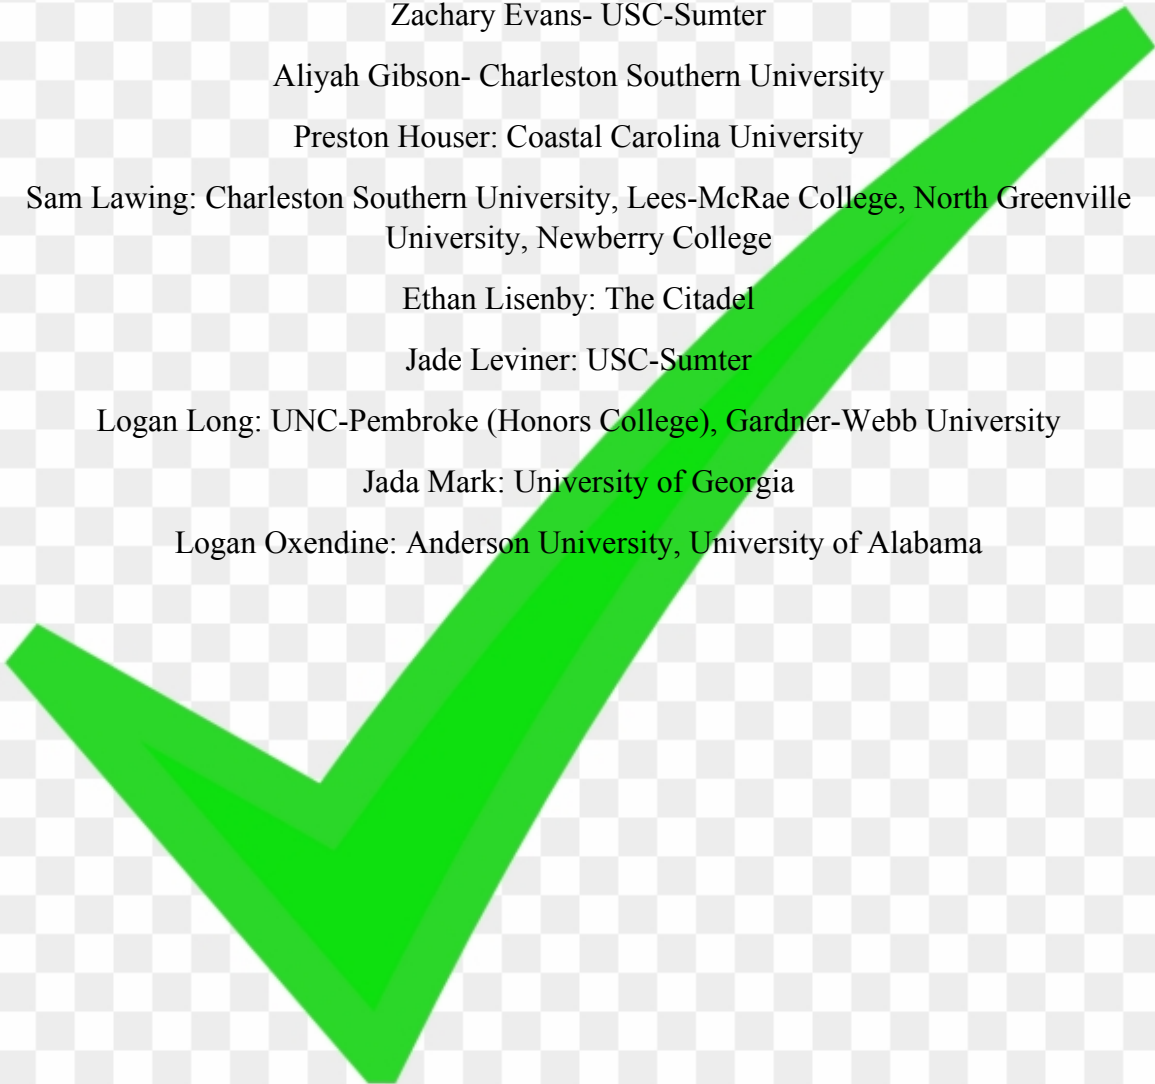 Zachary Evans- USC-Sumter
Aliyah Gibson- Charleston Southern University
Preston Houser: Coastal Carolina University
Sam Lawing: Charleston Southern University, Lees-McRae College, North Greenville
University, Newberry College
Ethan Lisenby: The Citadel
Jade Leviner: USC-Sumter
Logan Long: UNC-Pembroke (Honors College), Gardner-Webb University
Jada Mark: University of Georgia
Logan Oxendine: Anderson University, University of Alabama